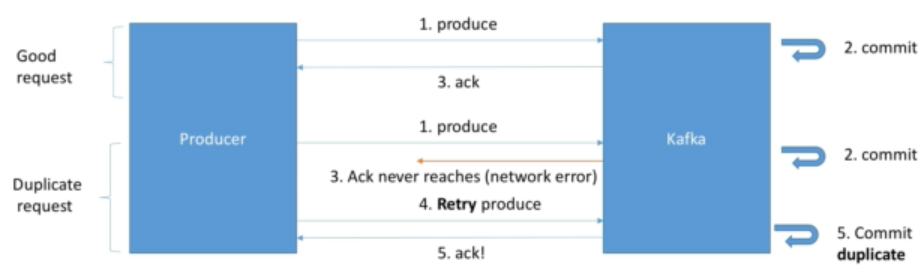 1. produce
Good
request
2. commit
3. ack
1. produce
Producer
Kafka
2. commit
3. Ack never reaches (network error)
Duplicate
request
4. Retry produce
5. Commit
duplicate
5. ack!